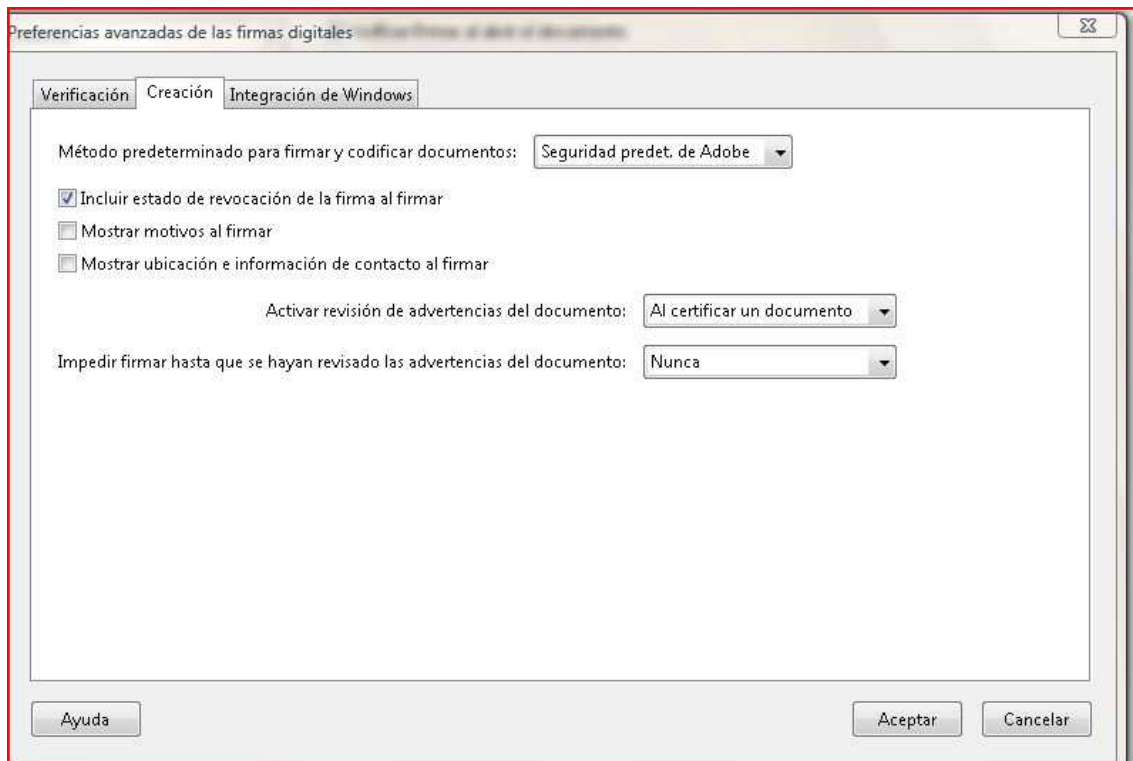 Preferencias avanzadas de las firmas digitales
Verificación Creación Integración de Windows
Método predeterminado para firmar y codificar documentos: Seguridad predet. de Adobe
Incluir estado de revocación de la firma al firmar
Mostrar motivos al firmar
Mostrar ubicación e información de contacto al firmar
Activar revisión de advertencias del documento: Al certificar un documento
Impedir firmar hasta que se hayan revisado las advertencias del documento: Nunca
Ayuda Aceptar Cancelar